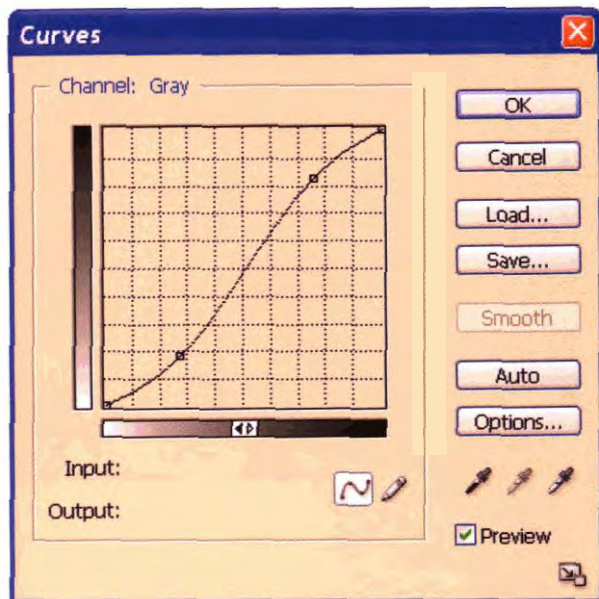 Curves
Channel: Gray
OK
Cancel
Load...
Save...
Smooth
Auto
Options...
Input:
Output:
Preview